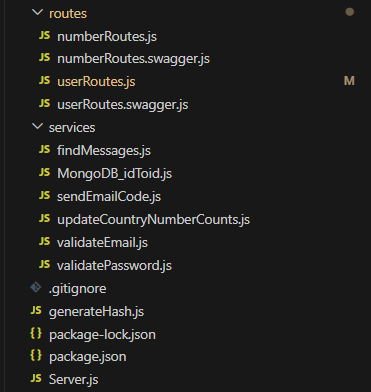 routes
JS numberRoutes.js
JS numberRoutes.swagger.js
JS userRoutes.js M
JS userRoutes.swagger.js
services
JS findMessages.js
JS MongoDB_idToid.js
JS sendEmailCode.js
JS updateCountryNumberCounts.js
JS validateEmail.js
JS validatePassword.js
.gitignore
JS generateHash.js
{} package-lock.json
{} package.json
JS Server.js